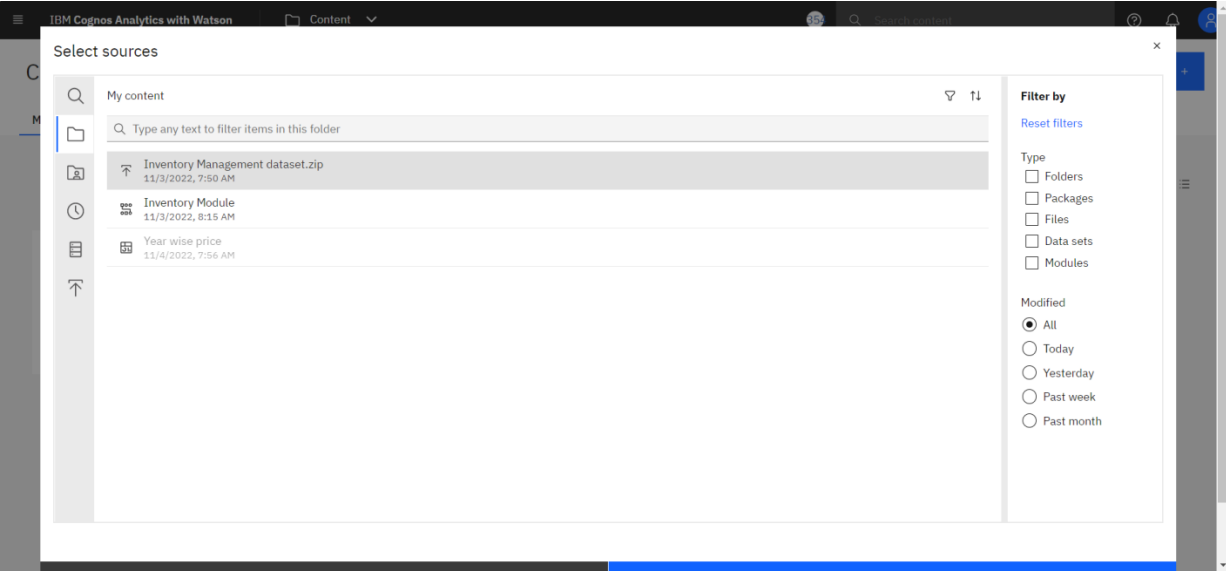 IBM Cognos Analytics with Watson
Content
354
Search content
C
Select sources
My content
Filter by
M
Type any text to filter items in this folder
Reset filters
Inventory Management dataset.zip
11/3/2022, 7:50 AM
Type
Folders
Inventory Module
11/3/2022, 8:15 AM
Packages
Files
Year wise price
11/4/2022, 7:56 AM
Data sets
Modules
Modified
All
Today
Yesterday
Past week
Past month